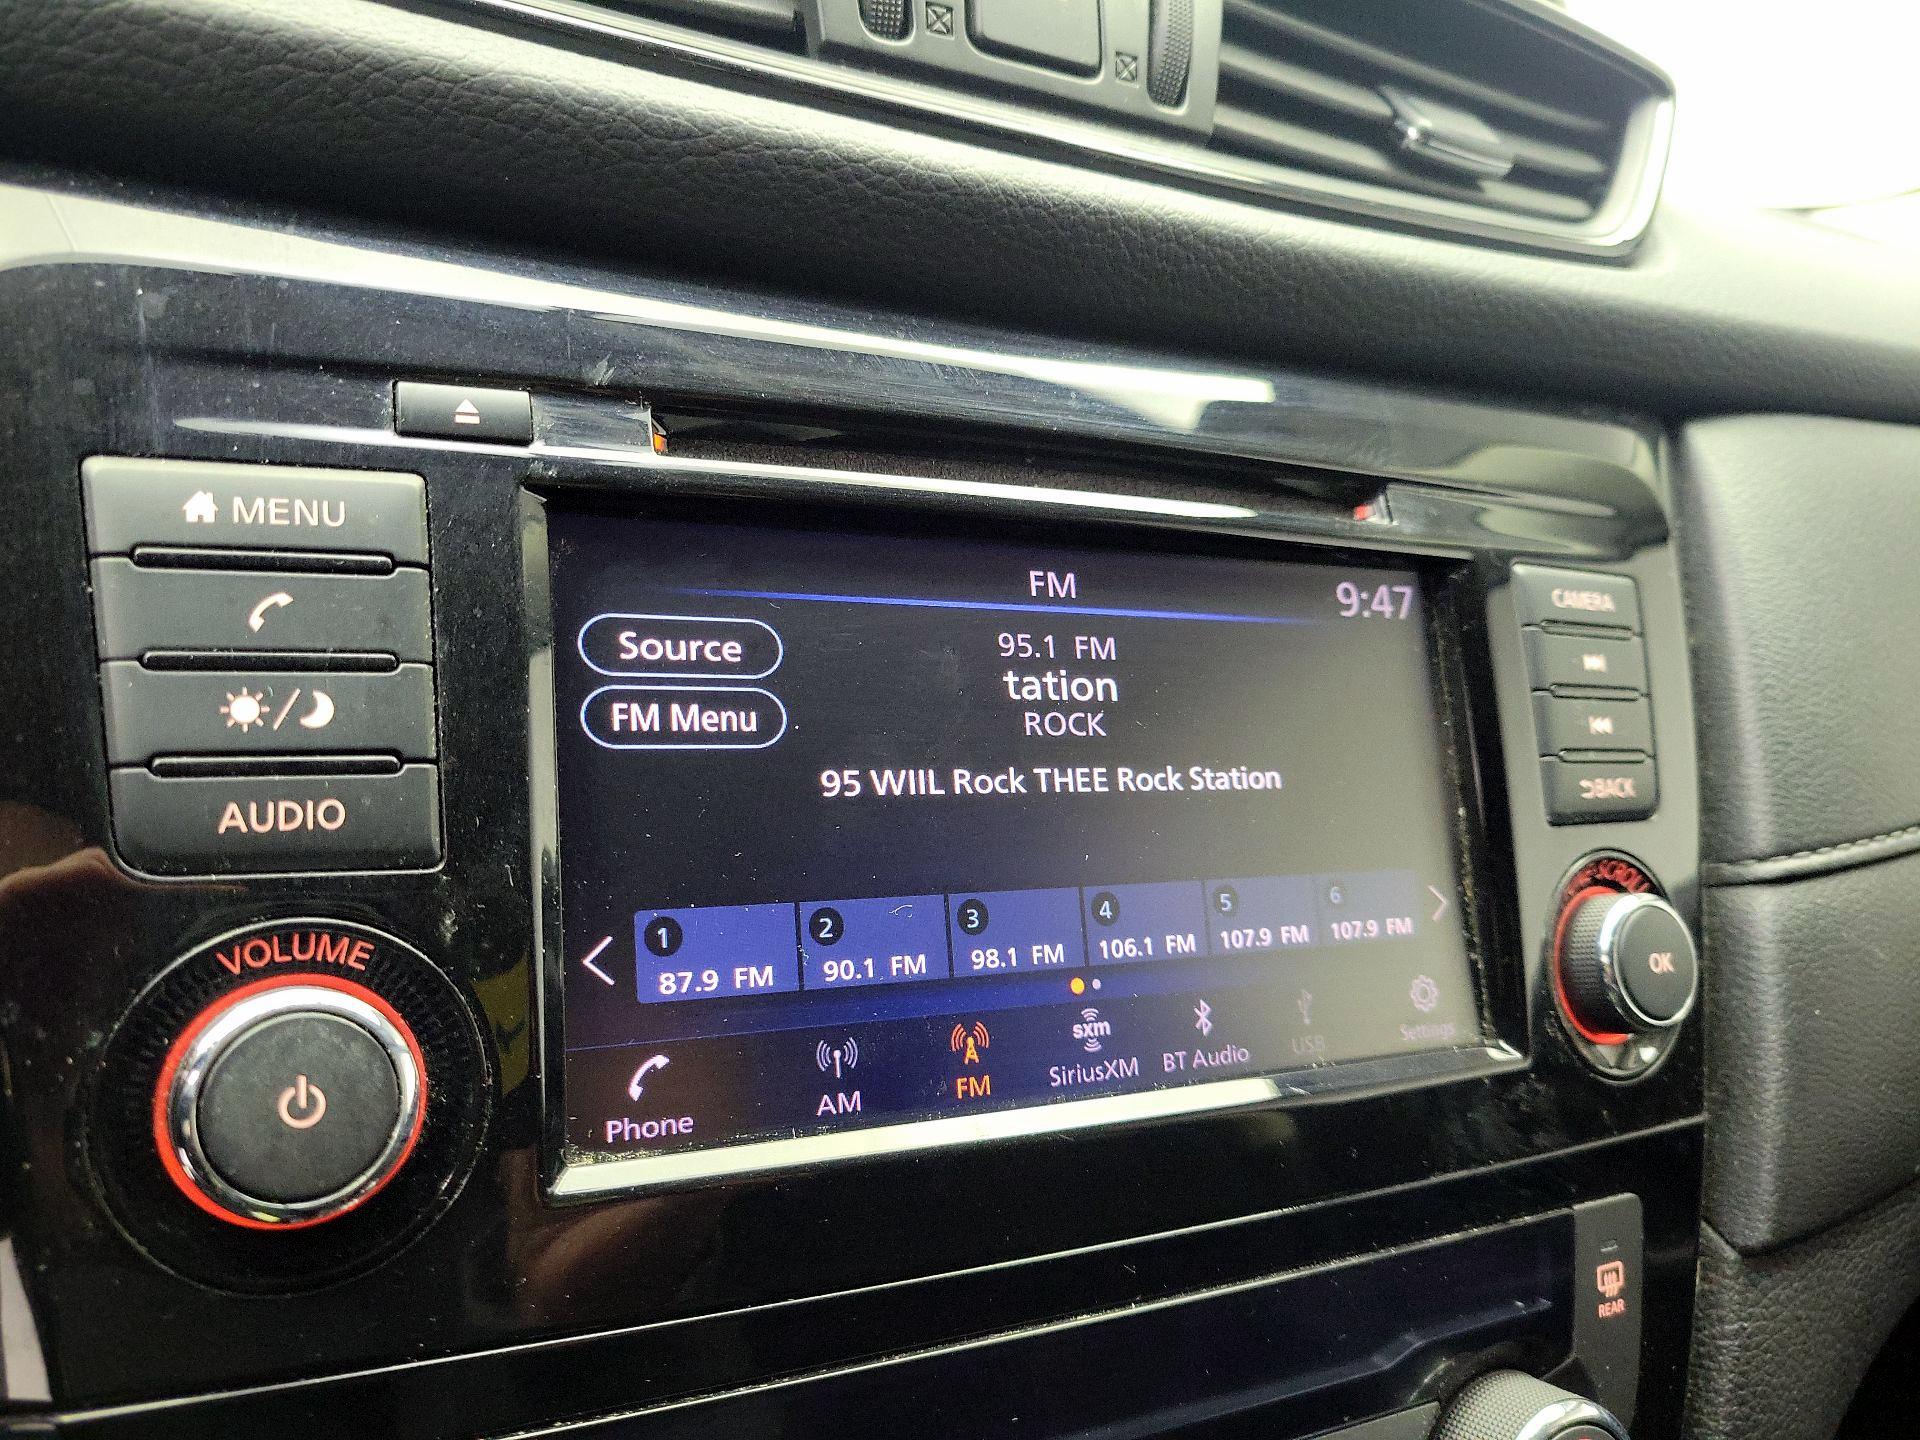 MENU
AUDIO
VOLUME
FM
9:47
Source
FM Menu
95.1 FM
tation
ROCK
95 WIIL Rock THEE Rock Station
1
87.9 FM
2
90.1 FM
3
98.1 FM
4
106.1 FM
5
107.9 FM
6
107.9 FM
Phone
AM
FM
sxm
SiriusXM
BT Audio
USB
Settings
CAMERA
BACK
SCROLL
OK
REAR